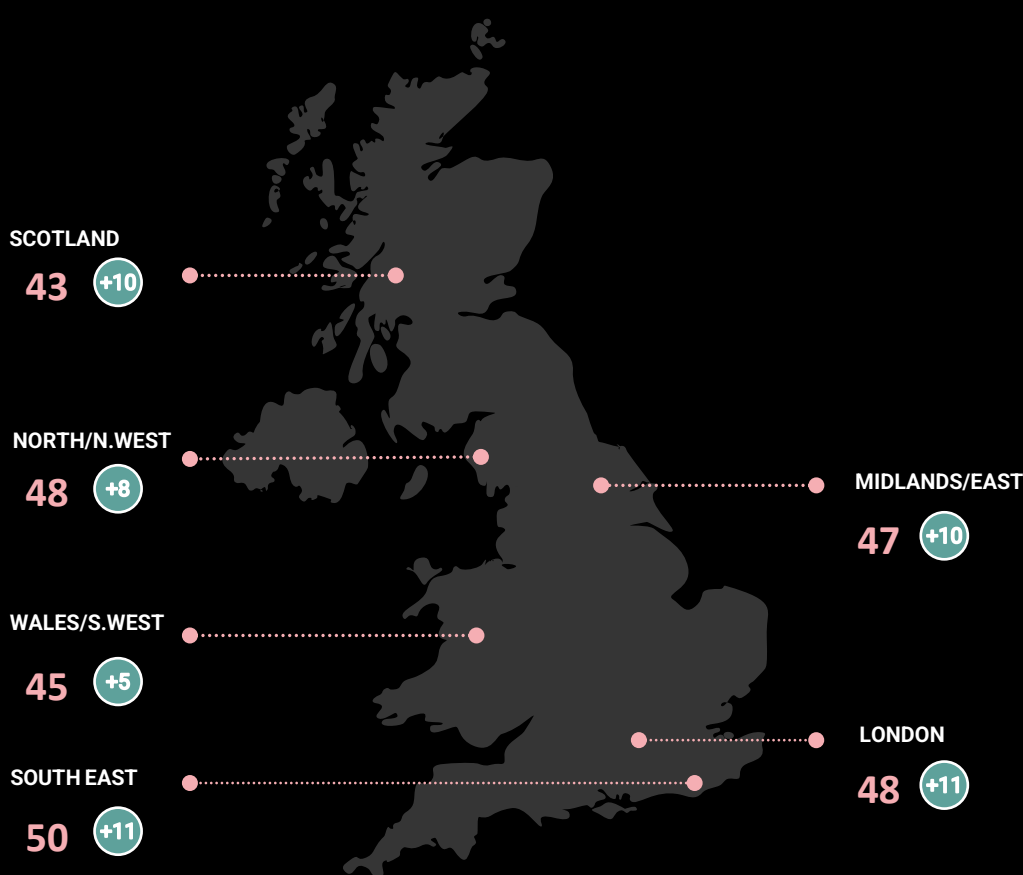 SCOTLAND
43 +10
NORTH/N.WEST
48 +8
MIDLANDS/EAST
47 +10
WALES/S.WEST
45 +5
LONDON
48 +11
SOUTH EAST
50 +11